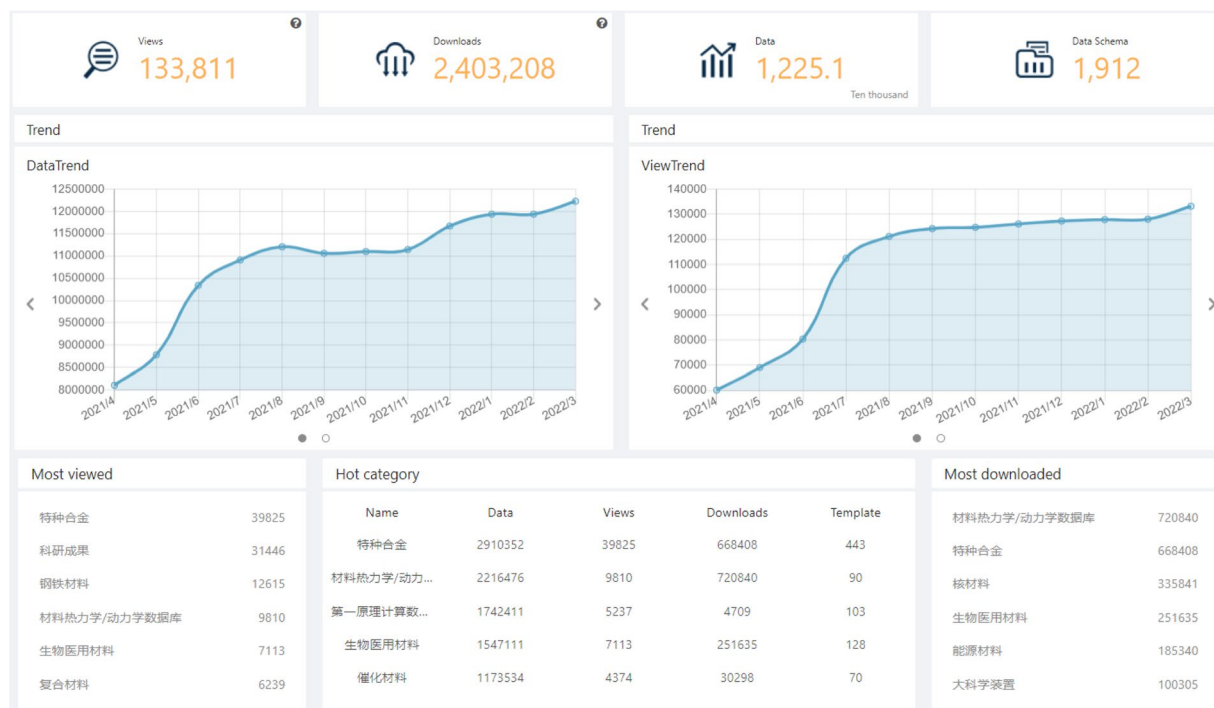 Views
133,811
Downloads
2,403,208
Data
1,225.1
Ten thousand
Data Schema
1,912
Trend
Trend
DataTrend
12500000
12000000
11500000
11000000
10500000
10000000
9500000
9000000
8500000
8000000
2021/4 2021/5 2021/6 2021/7 2021/8 2021/9 2021/10 2021/11 2021/12 2022/1 2022/2 2022/3
ViewTrend
140000
130000
120000
110000
100000
90000
80000
70000
60000
2021/4 2021/5 2021/6 2021/7 2021/8 2021/9 2021/10 2021/11 2021/12 2022/1 2022/2 2022/3
Most viewed
特种合金 39825
科研成果 31446
钢铁材料 12615
材料热力学/动力学数据库 9810
生物医用材料 7113
复合材料 6239
Hot category
Name Data Views Downloads Template
特种合金 2910352 39825 668408 443
材料热力学/动力... 2216476 9810 720840 90
第一原理计算数... 1742411 5237 4709 103
生物医用材料 1547111 7113 251635 128
催化材料 1173534 4374 30298 70
Most downloaded
材料热力学/动力学数据库 720840
特种合金 668408
核材料 335841
生物医用材料 251635
能源材料 185340
大科学装置 100305